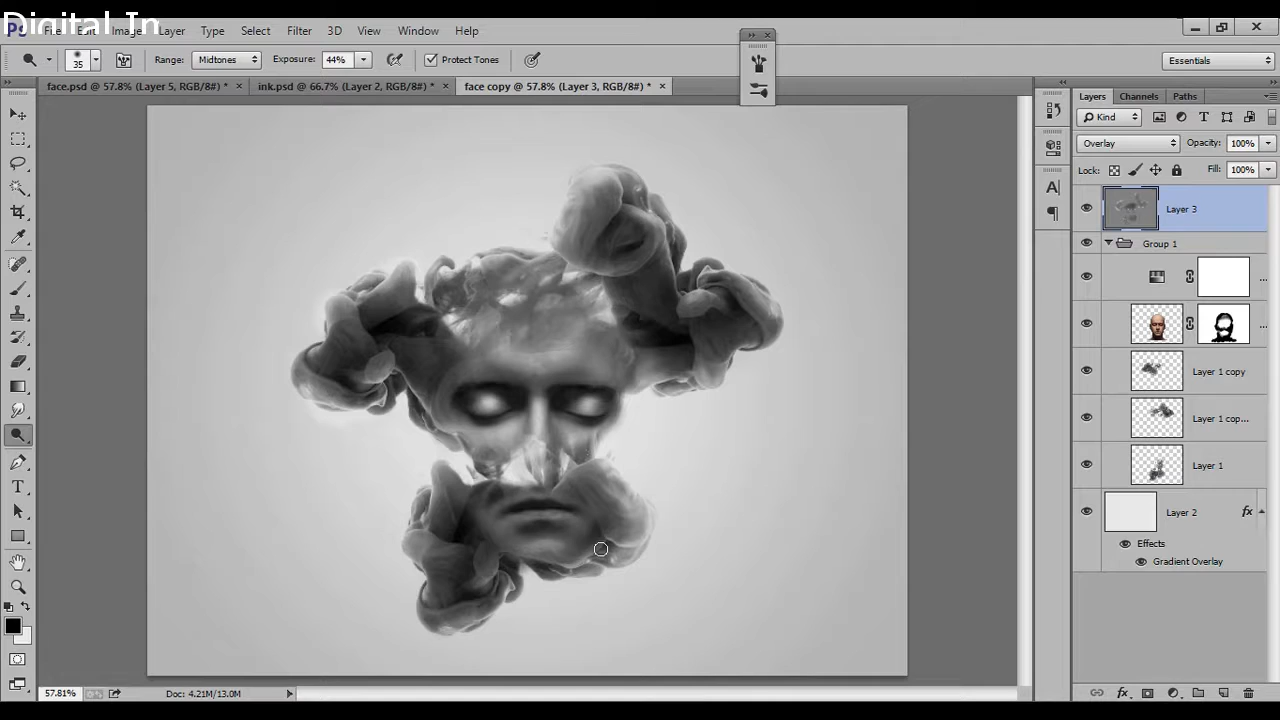 Digital In
Ps File Edit Image Layer Type Select Filter 3D View Window Help
35 Range: Midtones Exposure: 44% Protect Tones Essentials
face.psd @ 57.8% (Layer 5, RGB/8#) * × ink.psd @ 66.7% (Layer 2, RGB/8#) * × face copy @ 57.8% (Layer 3, RGB/8#) * ×
Layers Channels Paths
Kind
Overlay Opacity: 100%
Lock: Fill: 100%
Layer 3
Group 1
Layer 1 copy
Layer 1 cop...
Layer 1
Layer 2 fx
Effects
Gradient Overlay
57.81% Doc: 4.21M/13.0M